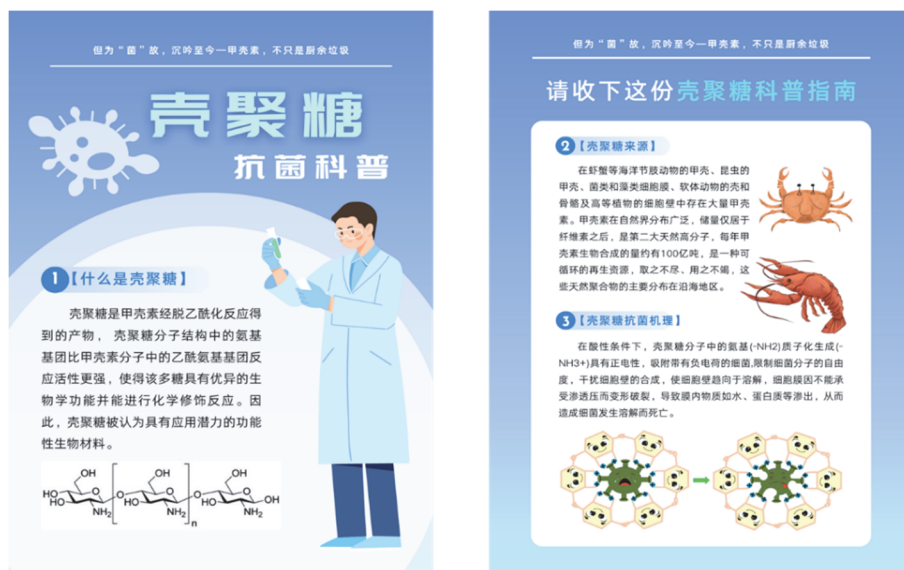 但为“菌”故，沉吟至今—甲壳素，不只是厨余垃圾
壳聚糖
抗菌科普
1【什么是壳聚糖】
壳聚糖是甲壳素经脱乙酰化反应得
到的产物， 壳聚糖分子结构中的氨基
基团比甲壳素分子中的乙酰氨基基团反
应活性更强，使得该多糖具有优异的生
物学功能并能进行化学修饰反应。因
此，壳聚糖被认为具有应用潜力的功能
性生物材料。
OH OH OH
HO HO O NH2 O HO O NH2 n O HO O OH NH2
但为“菌”故，沉吟至今—甲壳素，不只是厨余垃圾
请收下这份壳聚糖科普指南
2【壳聚糖来源】
在虾蟹等海洋节肢动物的甲壳、昆虫的
甲壳、菌类和藻类细胞膜、软体动物的壳和
骨骼及高等植物的细胞壁中存在大量甲壳
素。甲壳素在自然界分布广泛，储量仅居于
纤维素之后，是第二大天然高分子，每年甲
壳素生物合成的量约有100亿吨，是一种可
循环的再生资源，取之不尽、用之不竭，这
些天然聚合物的主要分布在沿海地区。
3【壳聚糖抗菌机理】
在酸性条件下，壳聚糖分子中的氨基(-NH2)质子化生成(-
NH3+)具有正电性，吸附带有负电荷的细菌,限制细菌分子的自由
度，干扰细胞壁的合成，使细胞壁趋向于溶解，细胞膜因不能承
受渗透压而变形破裂，导致膜内物质如水、蛋白质等渗出，从而
造成细菌发生溶解而死亡。